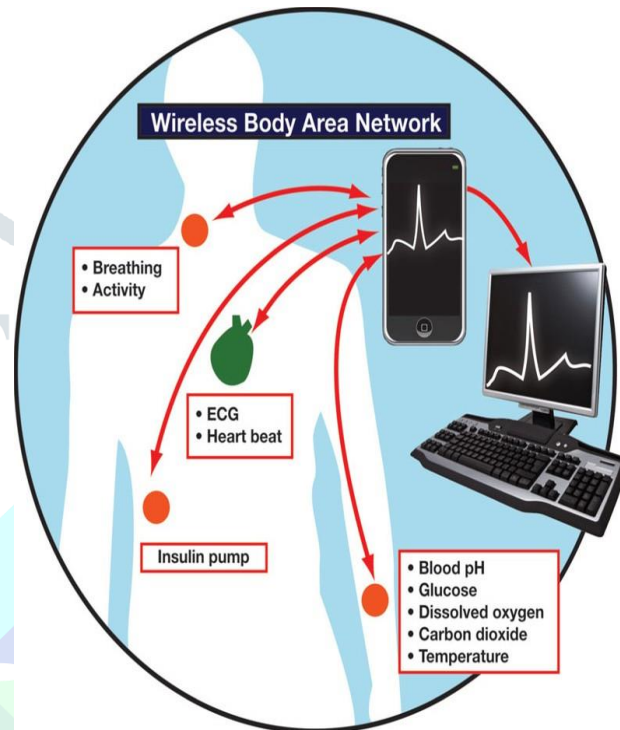 Wireless Body Area Network
• Breathing
• Activity
• ECG
• Heart beat
Insulin pump
• Blood pH
• Glucose
• Dissolved oxygen
• Carbon dioxide
• Temperature